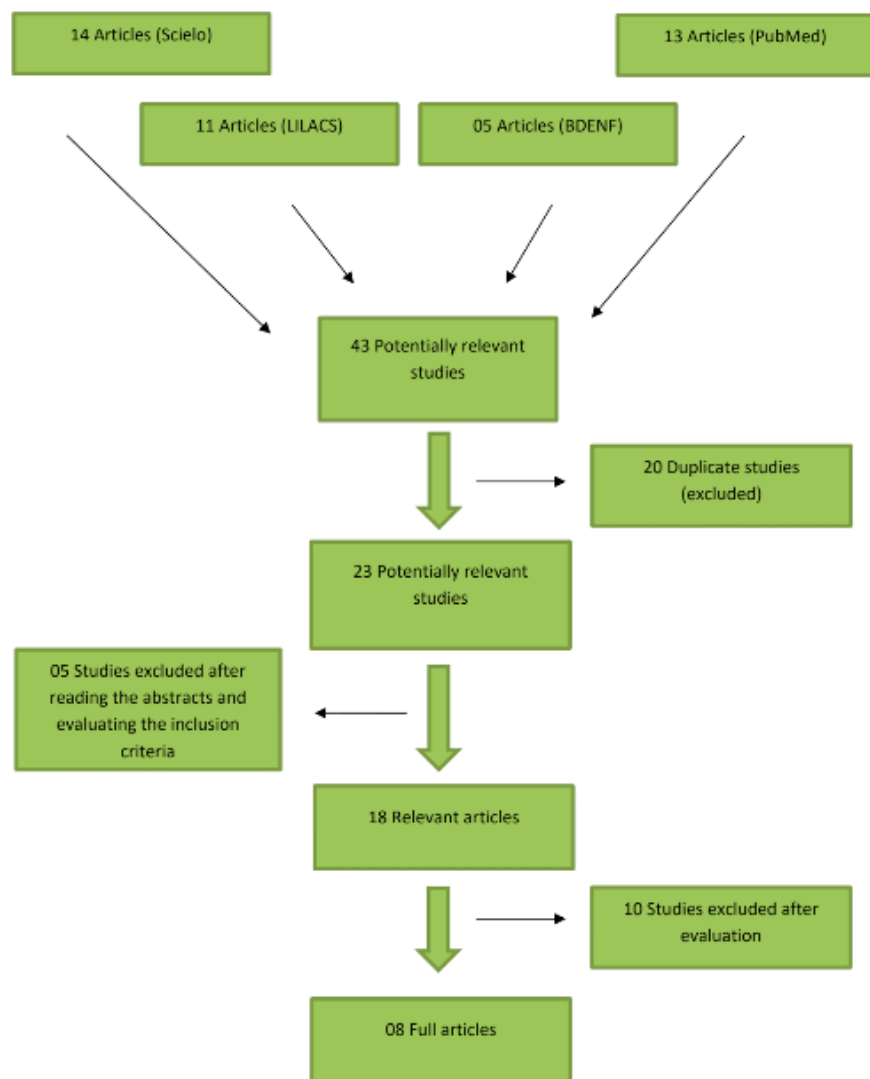 14 Articles (Scielo)
13 Articles (PubMed)
11 Articles (LILACS)
05 Articles (BDENF)
43 Potentially relevant
studies
20 Duplicate studies
(excluded)
23 Potentially relevant
studies
05 Studies excluded after
reading the abstracts and
evaluating the inclusion
criteria
18 Relevant articles
10 Studies excluded after
evaluation
08 Full articles